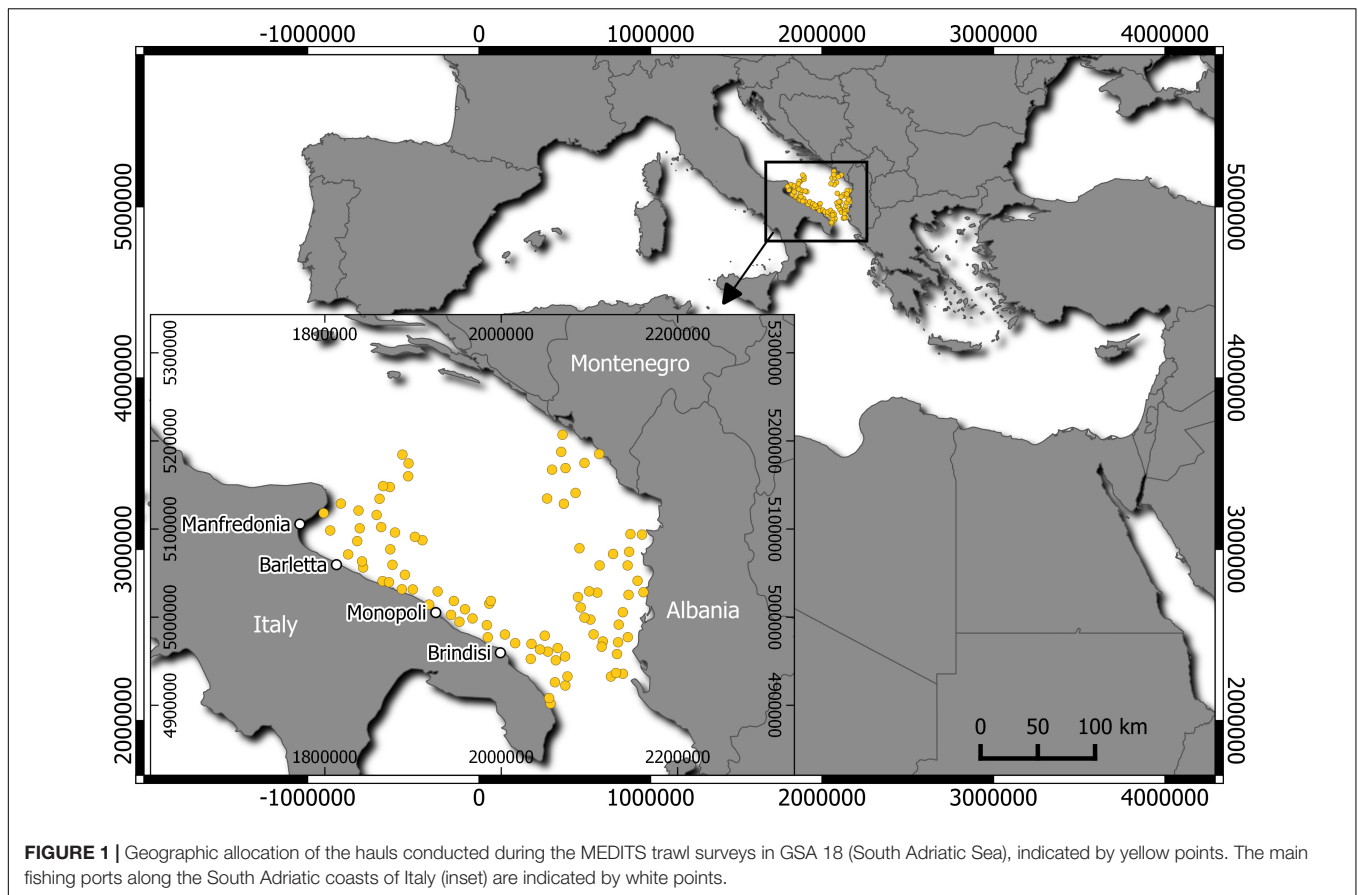 -1000000 0 1000000 2000000 3000000 4000000
5000000
4000000
3000000
2000000
5000000
4000000
3000000
2000000
1800000 2000000 2200000
5300000
5200000
5100000
5000000
4900000
5300000
5200000
5100000
5000000
4900000
Montenegro
Manfredonia
Barletta
Monopoli
Italy
Albania
Brindisi
0 50 100 km
1800000 2000000 2200000
-1000000 0 1000000 2000000 3000000 4000000
FIGURE 1 | Geographic allocation of the hauls conducted during the MEDITS trawl surveys in GSA 18 (South Adriatic Sea), indicated by yellow points. The main
fishing ports along the South Adriatic coasts of Italy (inset) are indicated by white points.